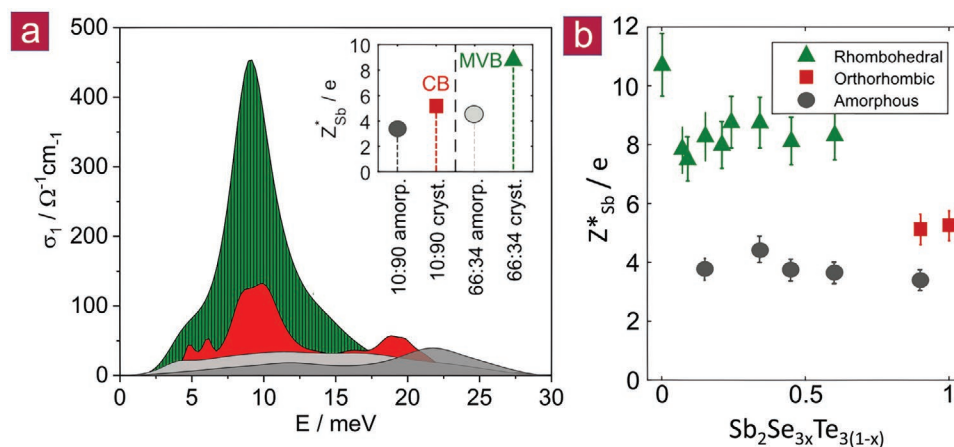 a
500
400
300
200
100
0
σ₁ / Ω⁻¹cm₋₁
0 5 10 15 20 25 30
E / meV
10
8
6
4
2
0
Z*Sb / e
CB
MVB
10:90 amorp.
10:90 cryst.
66:34 amorp.
66:34 cryst.
b
12
10
8
6
4
2
0
Z*Sb / e
Rhombohedral
Orthorhombic
Amorphous
0 0.5 1
Sb₂Se₃ₓTe₃₍₁₋ₓ₎